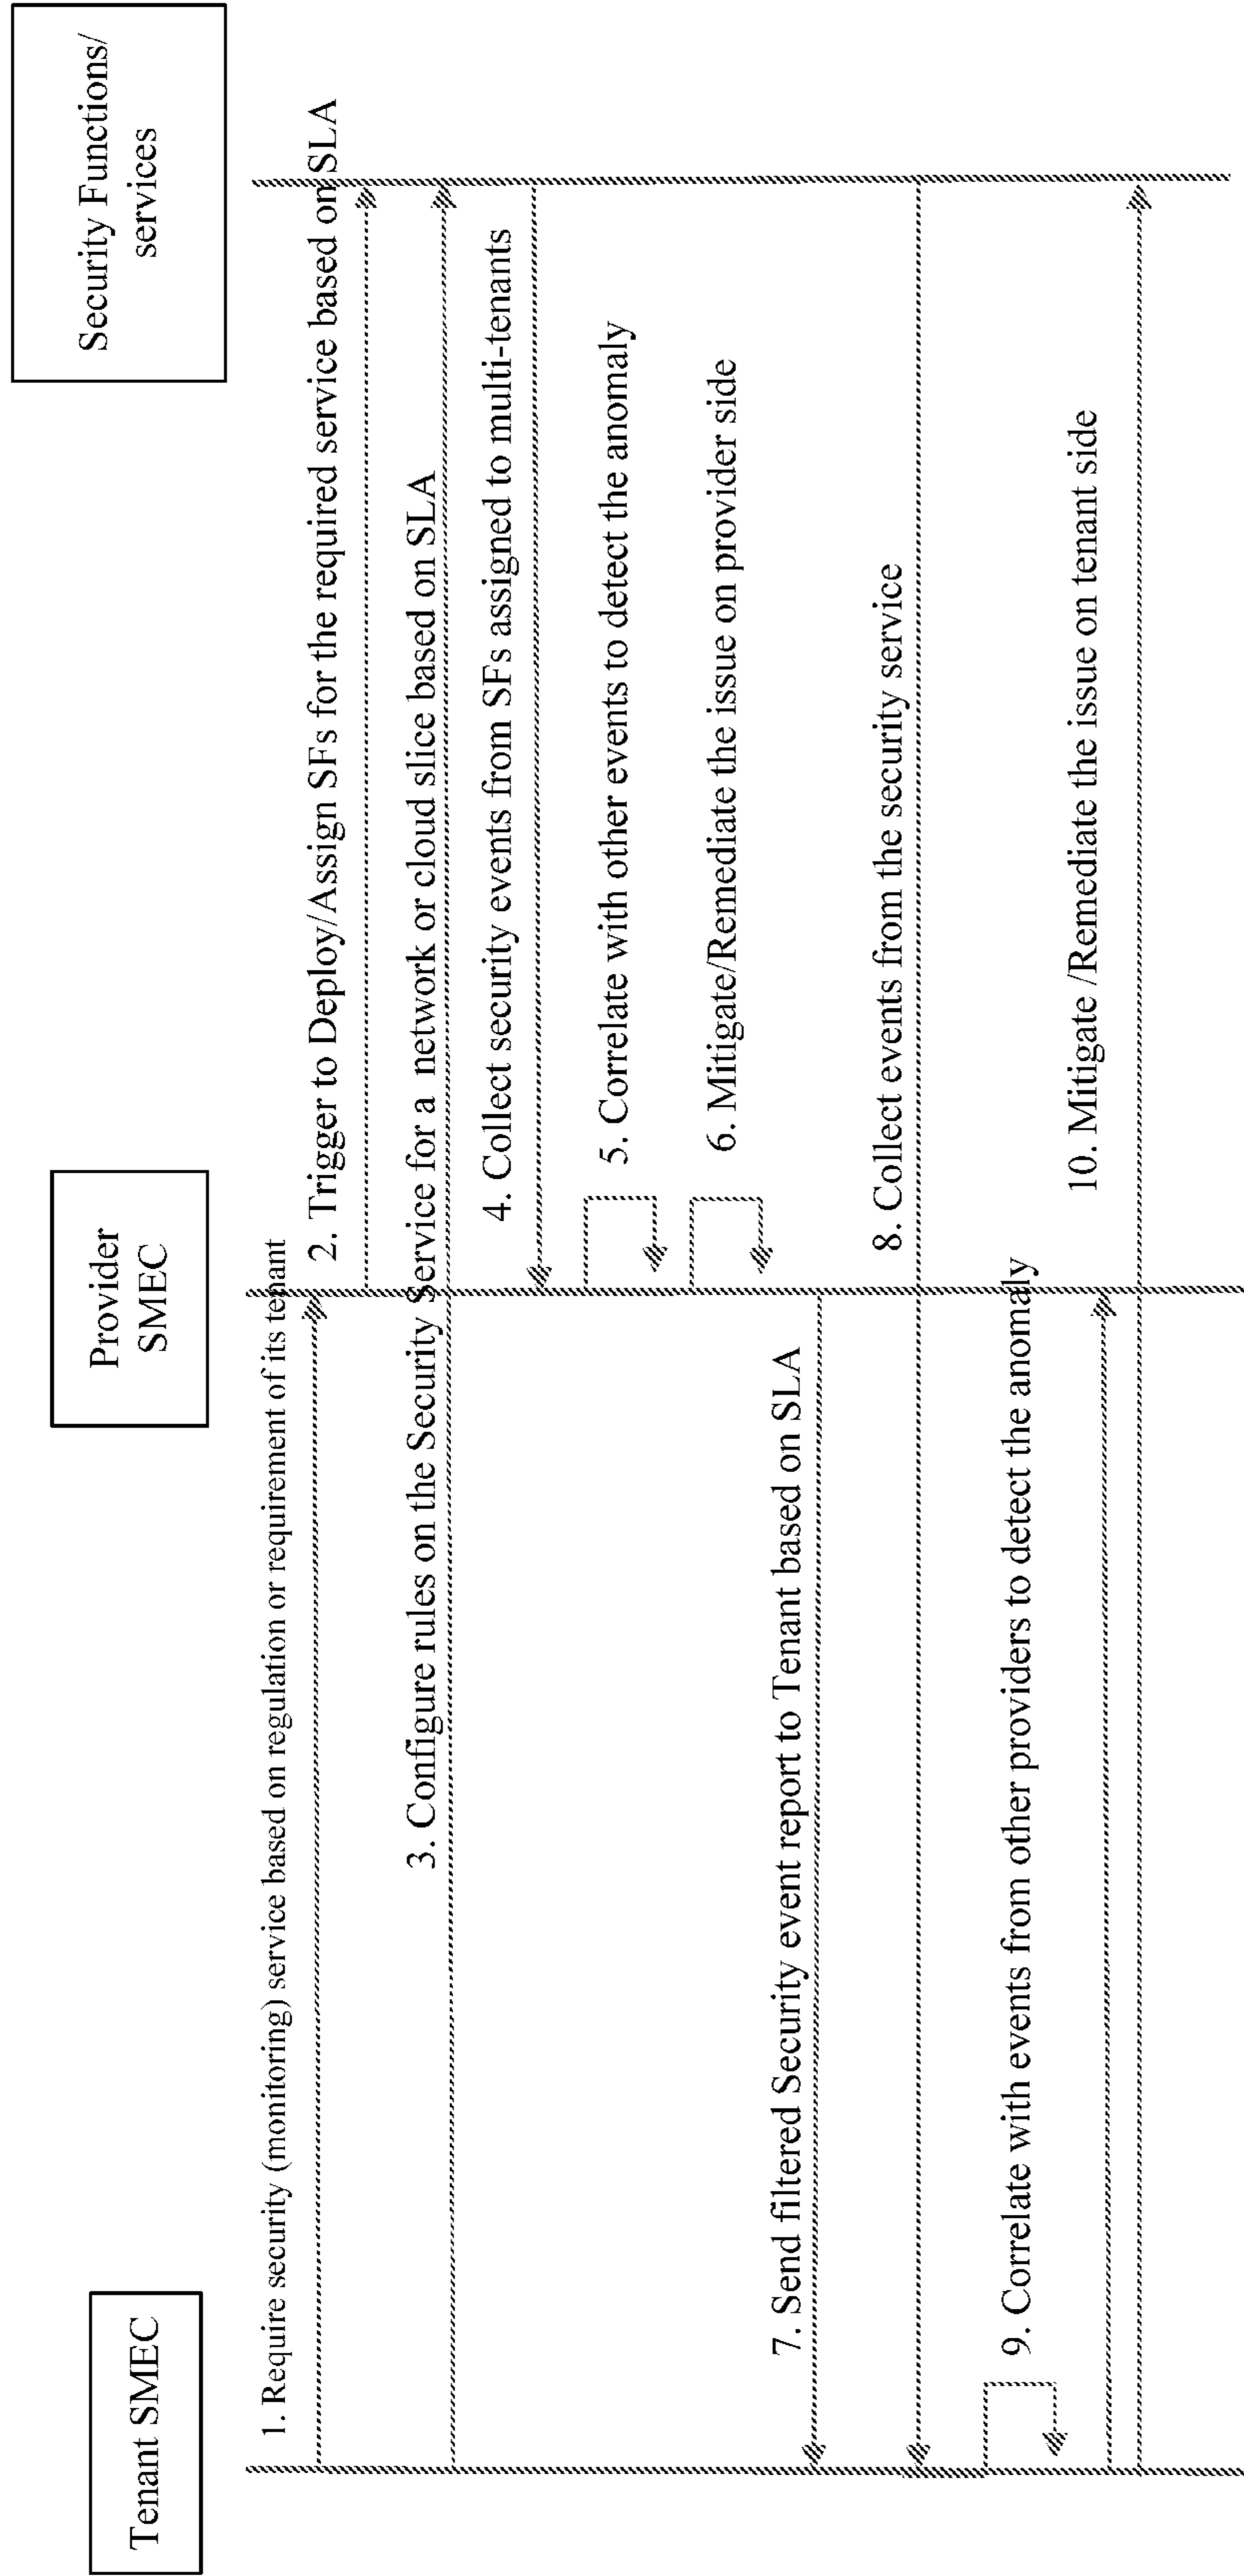 Tenant SMEC
Provider
SMEC
Security Functions/
services
1. Require security (monitoring) service based on regulation or requirement of its tenant
2. Trigger to Deploy/Assign SFs for the required service based on SLA
3. Configure rules on the Security Service for a network or cloud slice based on SLA
4. Collect security events from SFs assigned to multi-tenants
5. Correlate with other events to detect the anomaly
6. Mitigate/Remediate the issue on provider side
7. Send filtered Security event report to Tenant based on SLA
8. Collect events from the security service
9. Correlate with events from other providers to detect the anomaly
10. Mitigate /Remediate the issue on tenant side